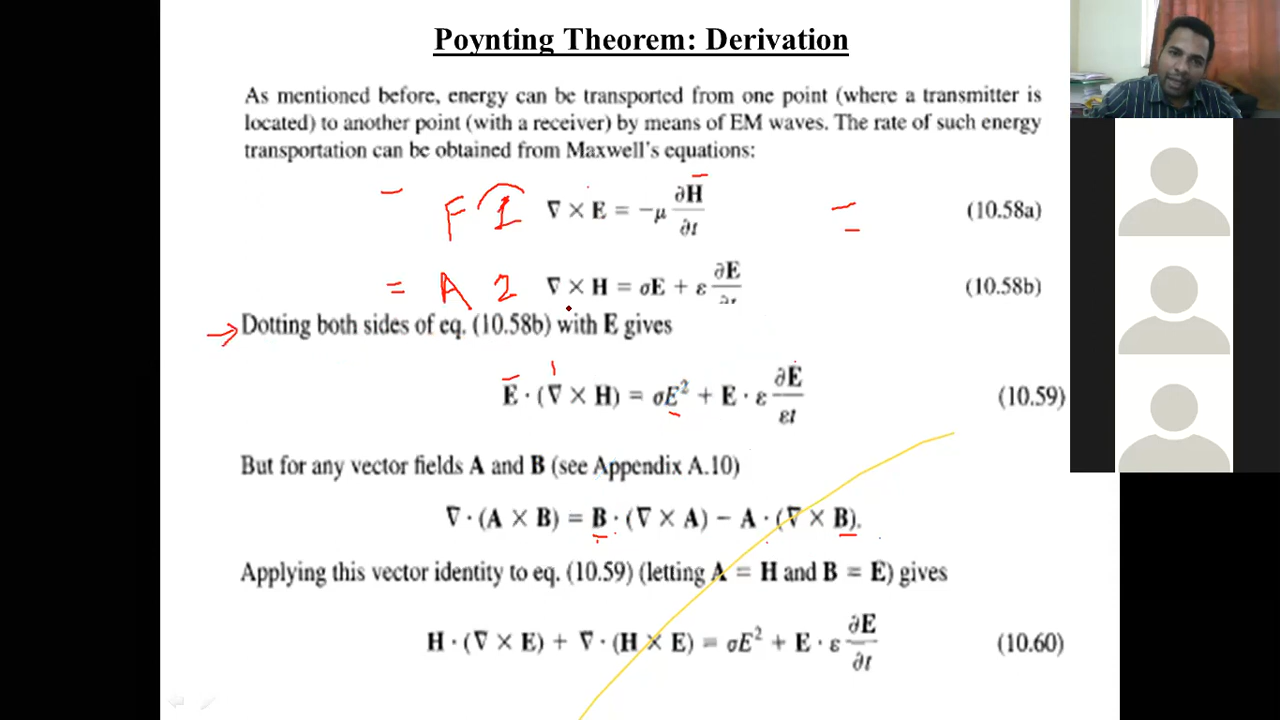 Poynting Theorem: Derivation
As mentioned before, energy can be transported from one point (where a transmitter is
located) to another point (with a receiver) by means of EM waves. The rate of such energy
transportation can be obtained from Maxwell's equations:
F I ∇ × E = −μ ∂H/∂t (10.58a)
= A 2 ∇ × H = σE + ε ∂E/∂t (10.58b)
→ Dotting both sides of eq. (10.58b) with E gives
E · (∇ × H) = σE² + E · ε ∂E/εt (10.59)
But for any vector fields A and B (see Appendix A.10)
∇ · (A × B) = B · (∇ × A) − A · (∇ × B).
Applying this vector identity to eq. (10.59) (letting A = H and B = E) gives
H · (∇ × E) + ∇ · (H × E) = σE² + E · ε ∂E/∂t (10.60)